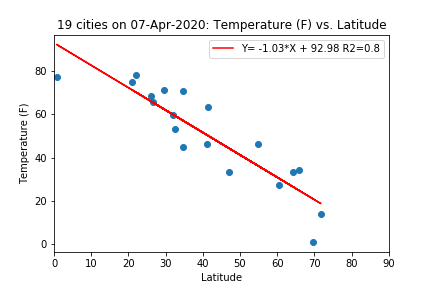 19 cities on 07-Apr-2020: Temperature (F) vs. Latitude
Y= -1.03*X + 92.98 R2=0.8
Temperature (F)
80
60
40
20
0
0 10 20 30 40 50 60 70 80 90
Latitude